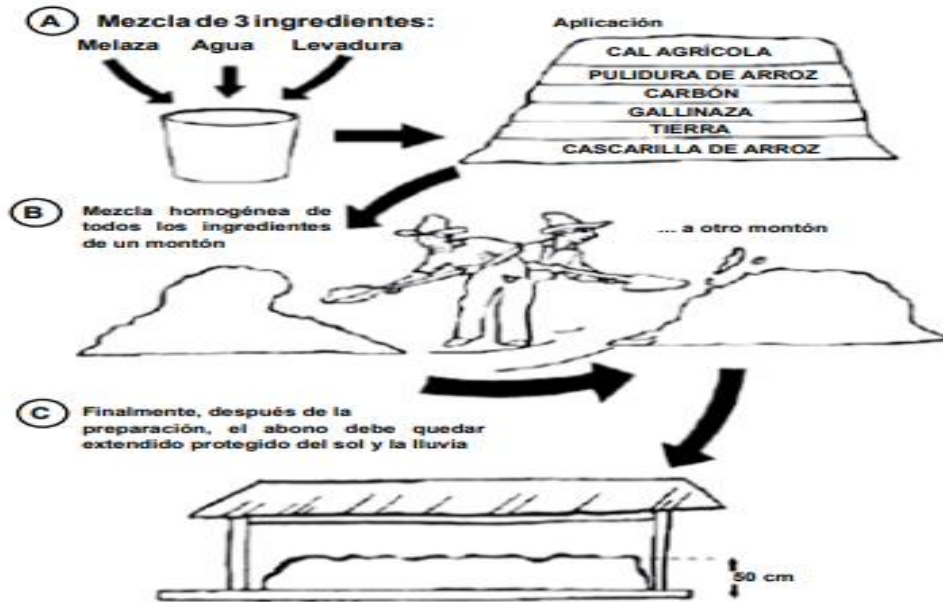 A Mezcla de 3 ingredientes:
Melaza Agua Levadura
Aplicación
CAL AGRÍCOLA
PULIDURA DE ARROZ
CARBÓN
GALLINAZA
TIERRA
CASCARILLA DE ARROZ
B Mezcla homogénea de
todos los ingredientes
de un montón
... a otro montón
C Finalmente, después de la
preparación, el abono debe quedar
extendido protegido del sol y la lluvia
50 cm